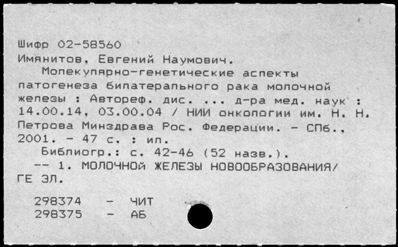 Шифр 02-58560
Имянитов, Евгений Наумович.
Молекулярно-генетические аспекты
патогенеза билатерального рака молочной
железы : Автореф. дис. ... д-ра мед. наук :
14.00.14, 03.00.04 / НИИ онкологии им. Н. Н.
Петрова Минздрава Рос. Федерации. - СПб.,
2001. - 47 с. : ил.
Библиогр.: с. 42-46 (52 назв.).
-- 1. МОЛОЧНОЙ ЖЕЛЕЗЫ НОВООБРАЗОВАНИЯ/
ГЕ ЭЛ.
298374 - ЧИТ
298375 - АБ